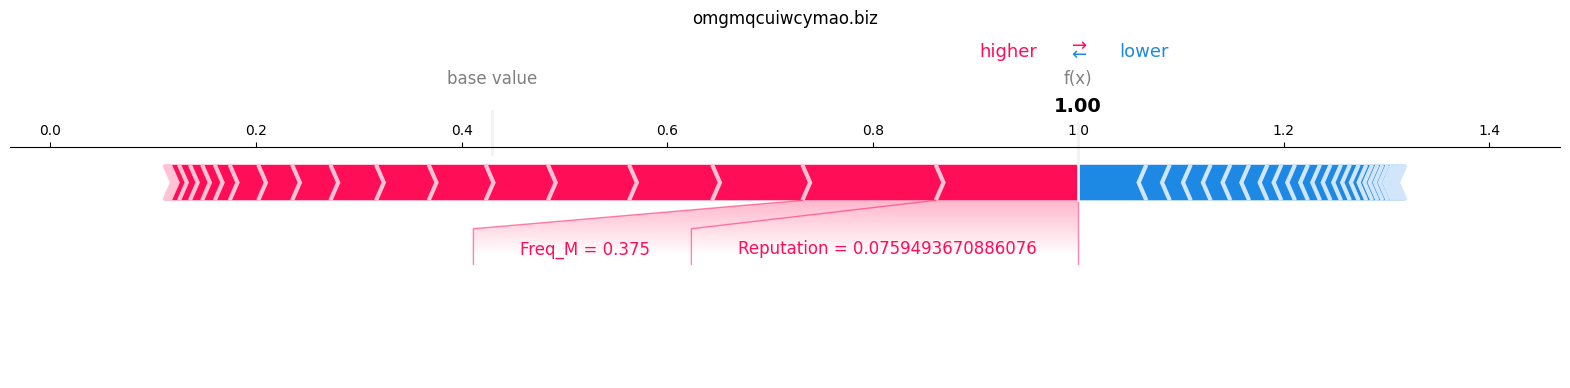 omgmqcuiwcymao.biz
higher ⇄ lower
base value f(x)
1.00
0.0 0.2 0.4 0.6 0.8 1.0 1.2 1.4
Freq_M = 0.375 Reputation = 0.0759493670886076